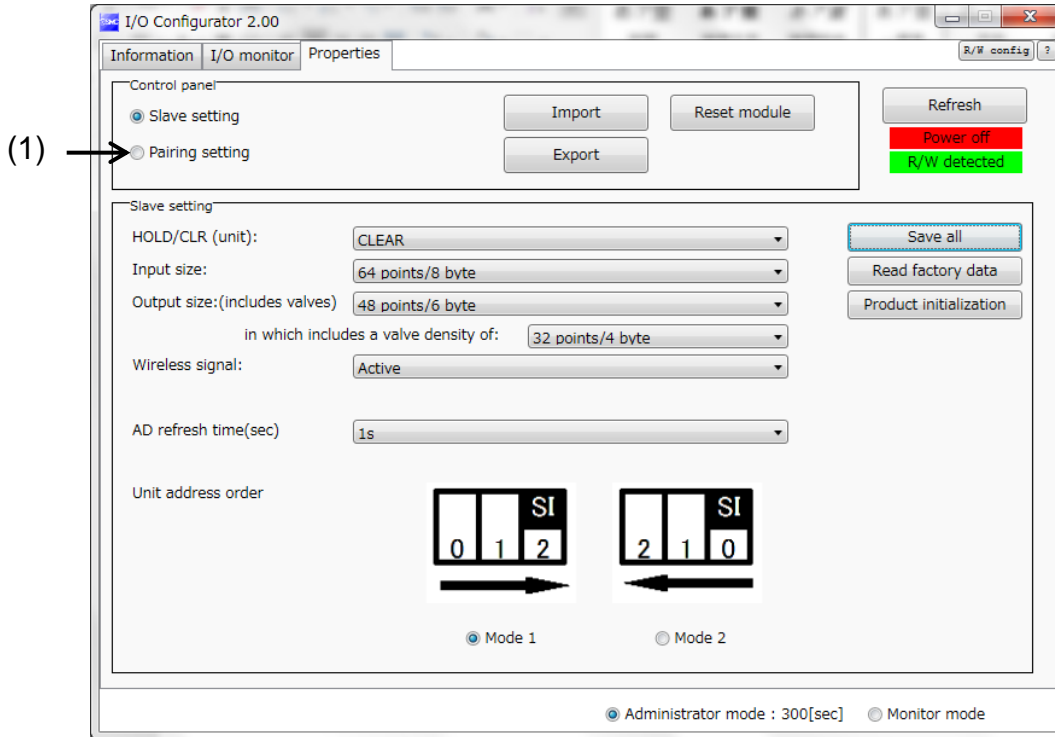 I/O Configurator 2.00
Information I/O monitor Properties R/W config ?
Control panel
Slave setting Import Reset module Refresh
Power off
(1) Pairing setting Export R/W detected
Slave setting
HOLD/CLR (unit): CLEAR Save all
Input size: 64 points/8 byte Read factory data
Output size:(includes valves) 48 points/6 byte Product initialization
in which includes a valve density of: 32 points/4 byte
Wireless signal: Active
AD refresh time(sec) 1s
Unit address order
SI SI
0 1 2 2 1 0
Mode 1 Mode 2
Administrator mode : 300[sec] Monitor mode